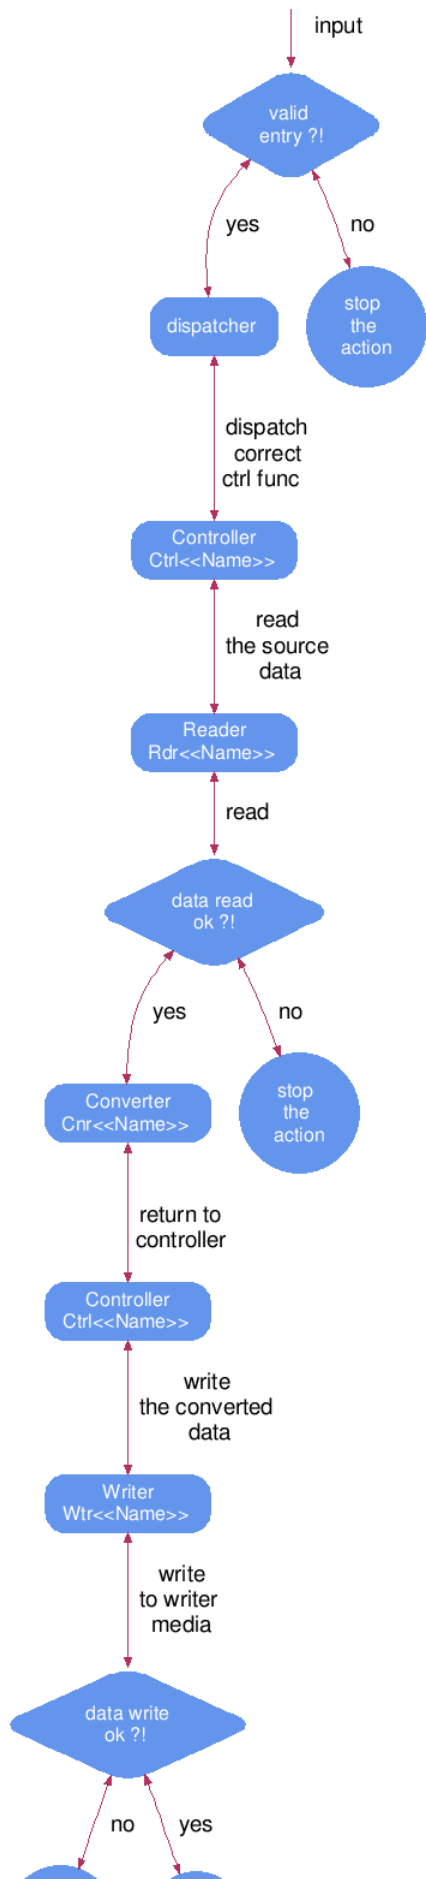 input
valid
entry ?!
yes
no
stop
the
action
dispatcher
dispatch
correct
ctrl func
Controller
Ctrl<<Name>>
read
the source
data
Reader
Rdr<<Name>>
read
data read
ok ?!
yes
no
stop
the
action
Converter
Cnr<<Name>>
return to
controller
Controller
Ctrl<<Name>>
write
the converted
data
Writer
Wtr<<Name>>
write
to writer
media
data write
ok ?!
no
yes